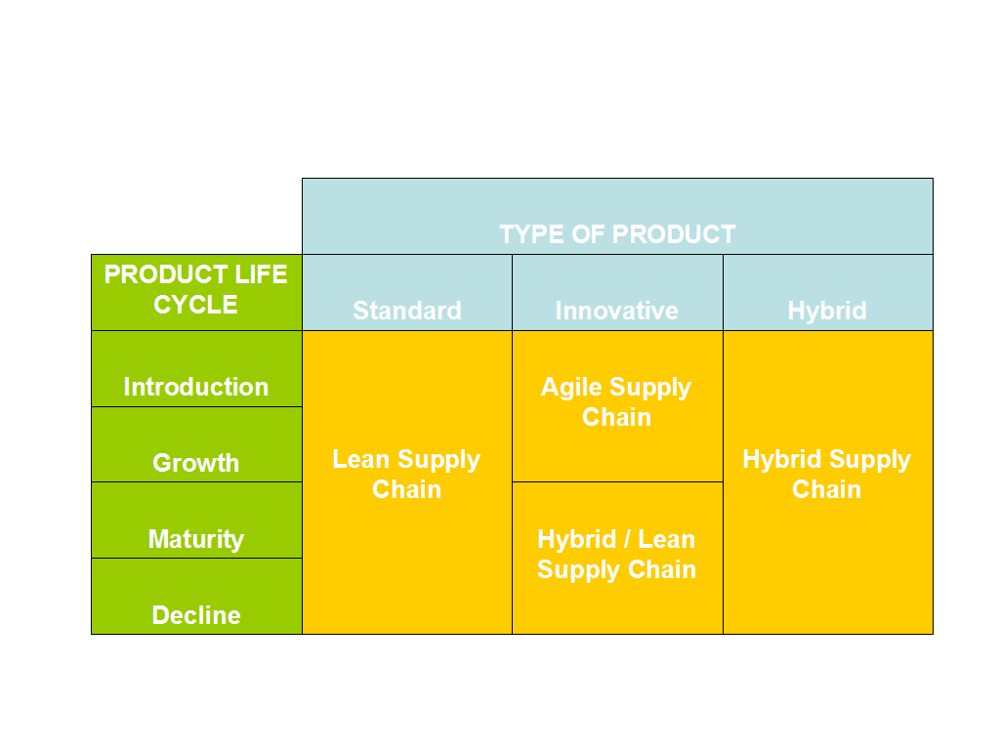 TYPE OF PRODUCT
PRODUCT LIFE
CYCLE
Standard
Innovative
Hybrid
Introduction
Growth
Maturity
Decline
Lean Supply
Chain
Agile Supply
Chain
Hybrid / Lean
Supply Chain
Hybrid Supply
Chain